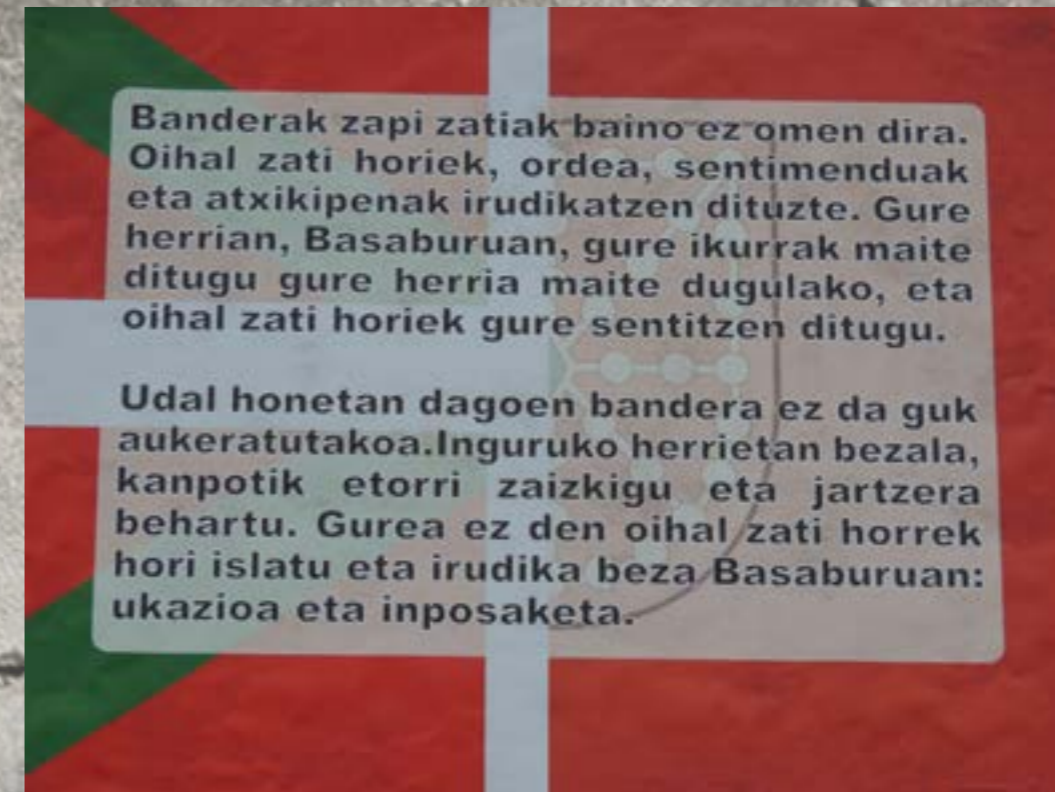 Banderak zapi zatiak baino ez omen dira.
Oihal zati horiek, ordea, sentimenduak
eta atxikipenak irudikatzen dituzte. Gure
herrian, Basaburuan, gure ikurrak maite
ditugu gure herria maite dugulako, eta
oihal zati horiek gure sentitzen ditugu.
Udal honetan dagoen bandera ez da guk
aukeratutakoa.Inguruko herrietan bezala,
kanpotik etorri zaizkigu eta jartzera
behartu. Gurea ez den oihal zati horrek
hori islatu eta irudika beza Basaburuan:
ukazioa eta inposaketa.